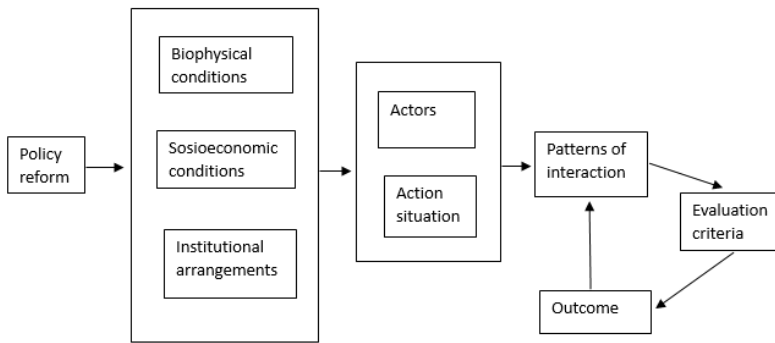 Policy
reform
Biophysical
conditions
Sosioeconomic
conditions
Institutional
arrangements
Actors
Action
situation
Patterns of
interaction
Evaluation
criteria
Outcome